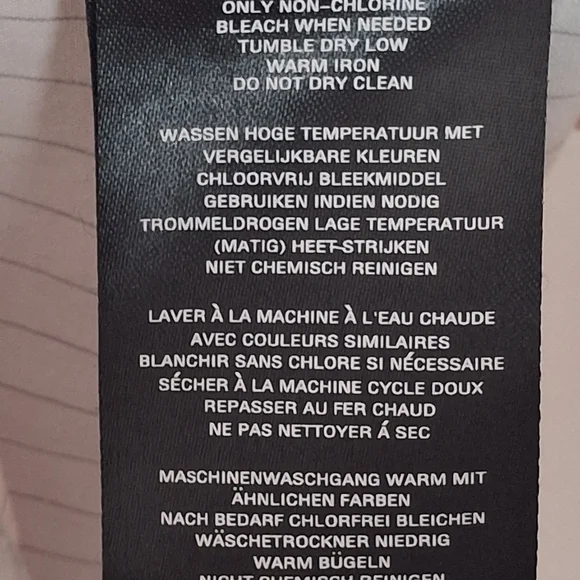 ONLY NON-CHLORINE
BLEACH WHEN NEEDED
TUMBLE DRY LOW
WARM IRON
DO NOT DRY CLEAN
WASSEN HOGE TEMPERATUUR MET
VERGELIJKBARE KLEUREN
CHLOORVRIJ BLEEKMIDDEL
GEBRUIKEN INDIEN NODIG
TROMMELDROGEN LAGE TEMPERATUUR
(MATIG) HEET-STRIJKEN
NIET CHEMISCH REINIGEN
LAVER À LA MACHINE À L'EAU CHAUDE
AVEC COULEURS SIMILAIRES
BLANCHIR SANS CHLORE SI NÉCESSAIRE
SÉCHER À LA MACHINE CYCLE DOUX
REPASSER AU FER CHAUD
NE PAS NETTOYER Á SEC
MASCHINENWASCHGANG WARM MIT
ÄHNLICHEN FARBEN
NACH BEDARF CHLORFREI BLEICHEN
WÄSCHETROCKNER NIEDRIG
WARM BÜGELN
NICHT CHEMISCH REINIGEN